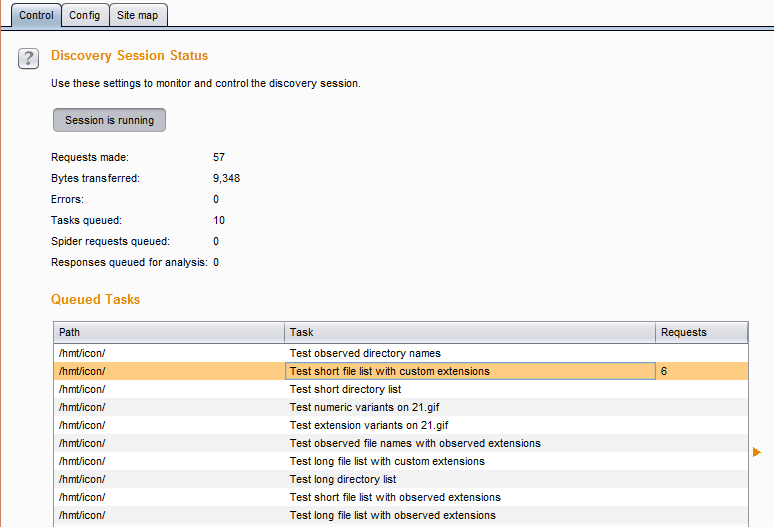 Control Config Site map
?
Discovery Session Status
Use these settings to monitor and control the discovery session.
Session is running
Requests made: 57
Bytes transferred: 9,348
Errors: 0
Tasks queued: 10
Spider requests queued: 0
Responses queued for analysis: 0
Queued Tasks
Path Task Requests
/hmt/icon/ Test observed directory names
/hmt/icon/ Test short file list with custom extensions 6
/hmt/icon/ Test short directory list
/hmt/icon/ Test numeric variants on 21.gif
/hmt/icon/ Test extension variants on 21.gif
/hmt/icon/ Test observed file names with observed extensions
/hmt/icon/ Test long file list with custom extensions
/hmt/icon/ Test long directory list
/hmt/icon/ Test short file list with observed extensions
/hmt/icon/ Test long file list with observed extensions